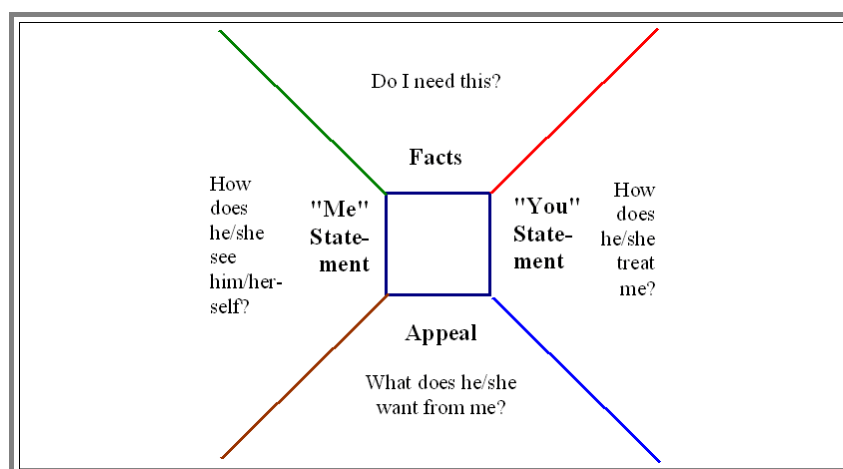 Do I need this?
Facts
How
does
he/she
see
him/her-
self?
"Me"
State-
ment
"You"
State-
ment
How
does
he/she
treat
me?
Appeal
What does he/she
want from me?